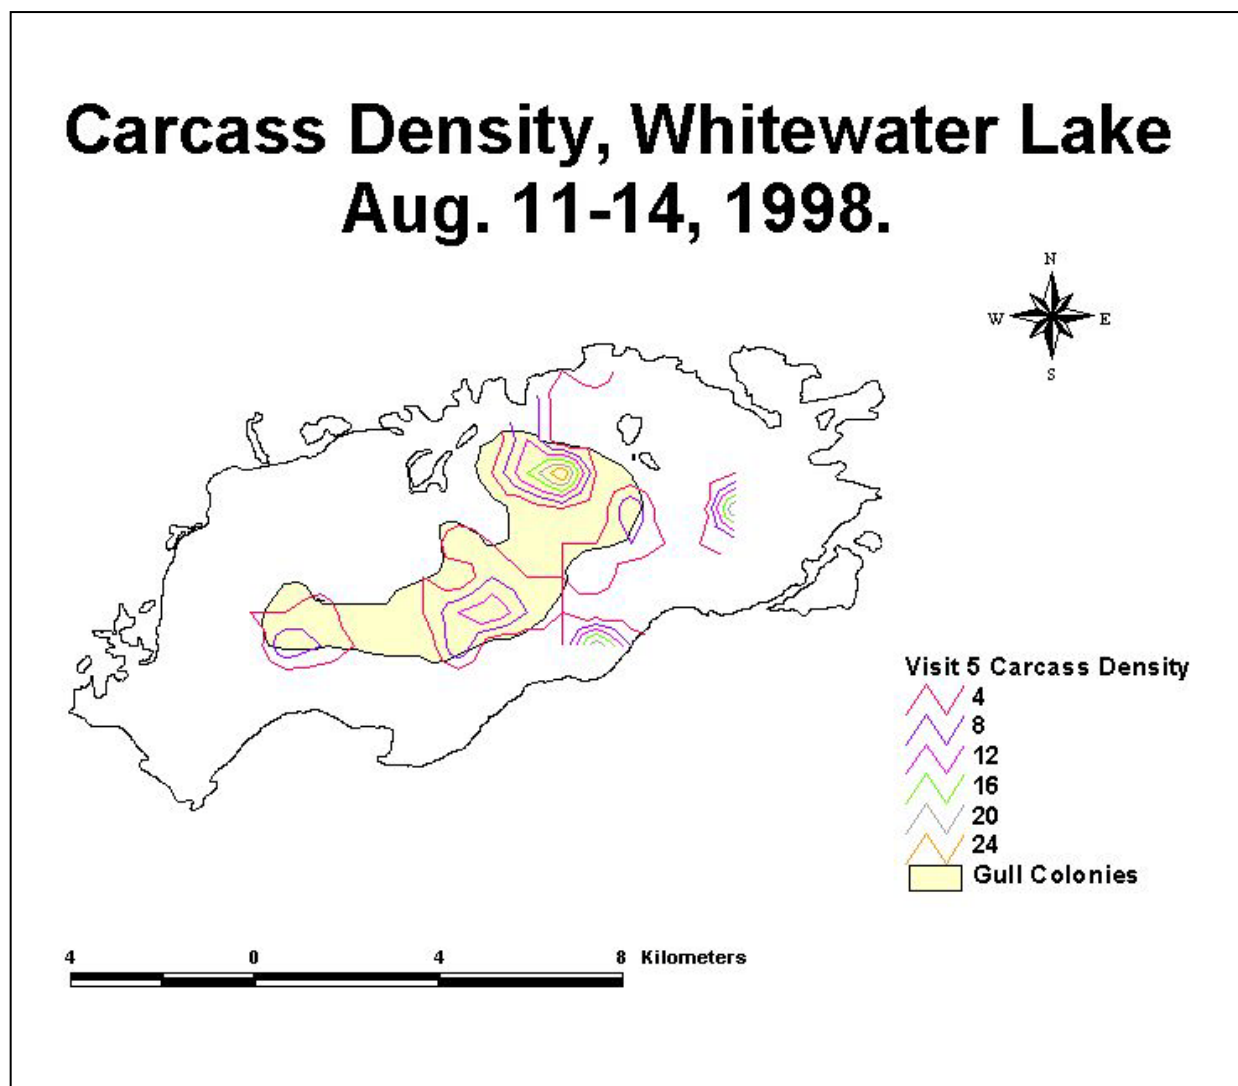 Carcass Density, Whitewater Lake
Aug. 11-14, 1998.
N
W E
S
Visit 5 Carcass Density
4
8
12
16
20
24
Gull Colonies
4 0 4 8 Kilometers